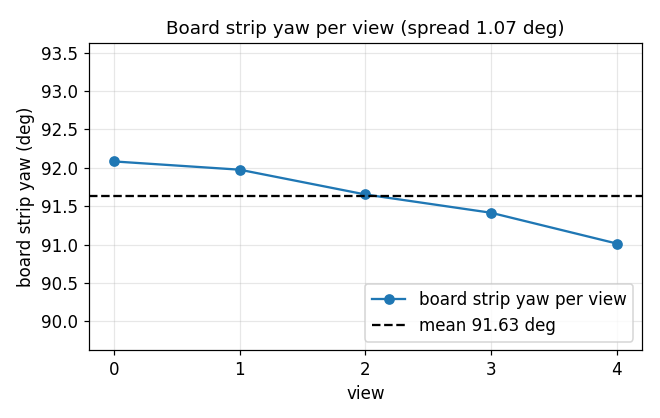 Board strip yaw per view (spread 1.07 deg)
board strip yaw (deg)
93.5
93.0
92.5
92.0
91.5
91.0
90.5
90.0
board strip yaw per view
mean 91.63 deg
0 1 2 3 4
view